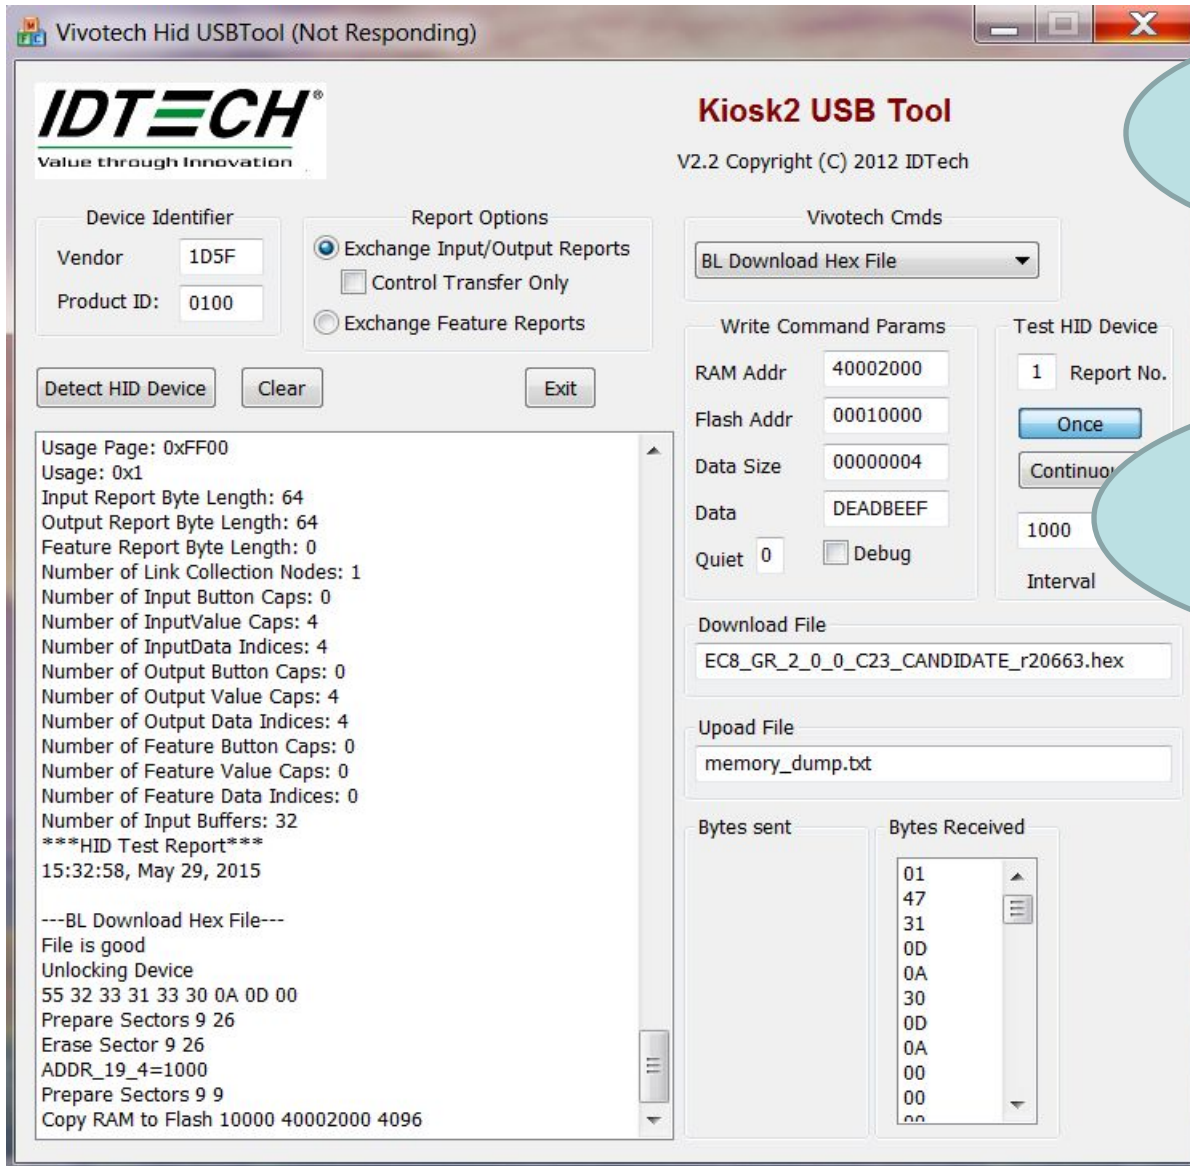 Vivotech Hid USBTool (Not Responding)
IDTECH®
Value through Innovation
Kiosk2 USB Tool
V2.2 Copyright (C) 2012 IDTech
Device Identifier
Vendor 1D5F
Product ID: 0100
Report Options
Exchange Input/Output Reports
Control Transfer Only
Exchange Feature Reports
Vivotech Cmds
BL Download Hex File
Detect HID Device Clear Exit
Write Command Params
RAM Addr 40002000
Flash Addr 00010000
Data Size 00000004
Data DEADBEEF
Quiet 0 Debug
Test HID Device
1 Report No.
Once
1000
Interval
Usage Page: 0xFF00
Usage: 0x1
Input Report Byte Length: 64
Output Report Byte Length: 64
Feature Report Byte Length: 0
Number of Link Collection Nodes: 1
Number of Input Button Caps: 0
Number of InputValue Caps: 4
Number of InputData Indices: 4
Number of Output Button Caps: 0
Number of Output Value Caps: 4
Number of Output Data Indices: 4
Number of Feature Button Caps: 0
Number of Feature Value Caps: 0
Number of Feature Data Indices: 0
Number of Input Buffers: 32
***HID Test Report***
15:32:58, May 29, 2015
---BL Download Hex File---
File is good
Unlocking Device
55 32 33 31 33 30 0A 0D 00
Prepare Sectors 9 26
Erase Sector 9 26
ADDR_19_4=1000
Prepare Sectors 9 9
Copy RAM to Flash 10000 40002000 4096
Download File
EC8_GR_2_0_0_C23_CANDIDATE_r20663.hex
Upoad File
memory_dump.txt
Bytes sent
Bytes Received
01
47
31
0D
0A
30
0D
0A
00
00